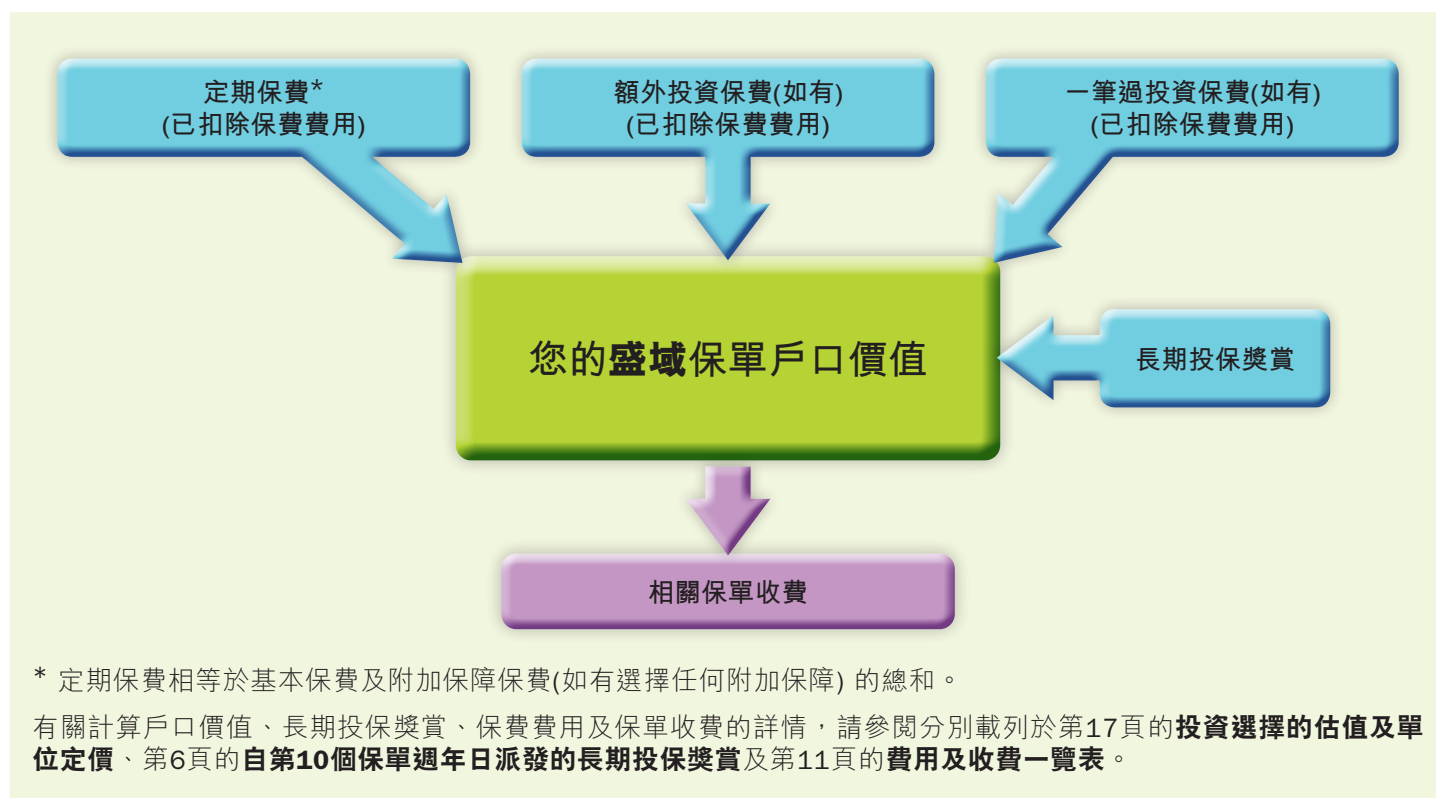 定期保費*
(已扣除保費費用)
額外投資保費(如有)
(已扣除保費費用)
一筆過投資保費(如有)
(已扣除保費費用)
您的盛域保單戶口價值
長期投保獎賞
相關保單收費
* 定期保費相等於基本保費及附加保障保費(如有選擇任何附加保障) 的總和。
有關計算戶口價值、長期投保獎賞、保費費用及保單收費的詳情，請參閱分別載列於第17頁的投資選擇的估值及單
位定價、第6頁的自第10個保單週年日派發的長期投保獎賞及第11頁的費用及收費一覽表。